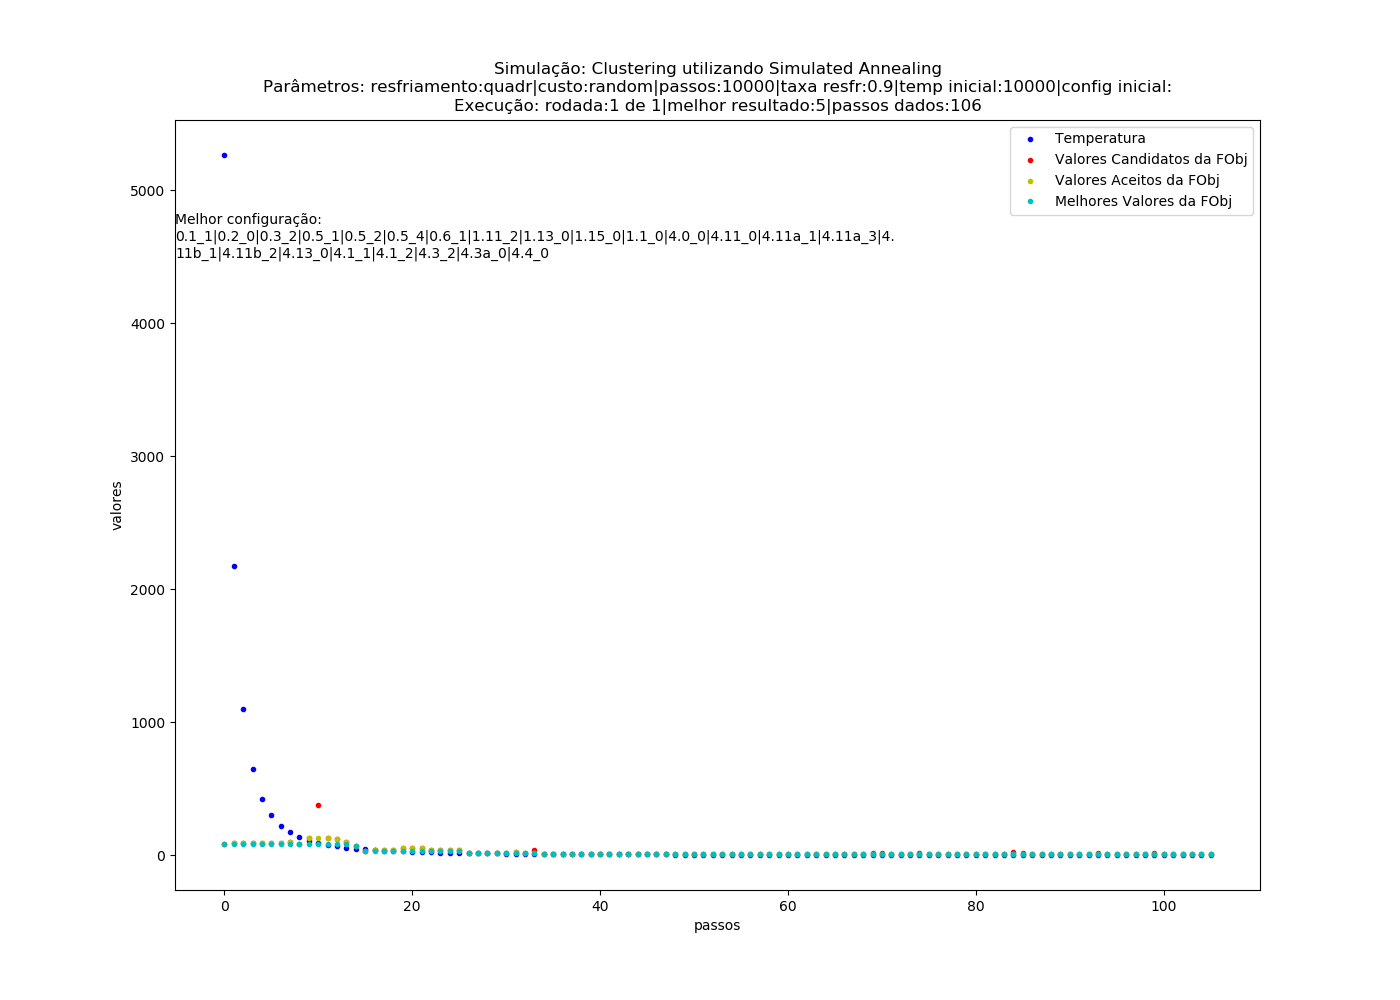 Simulação: Clustering utilizando Simulated Annealing
Parâmetros: resfriamento:quadr|custo:random|passos:10000|taxa resfr:0.9|temp inicial:10000|config inicial:
Execução: rodada:1 de 1|melhor resultado:5|passos dados:106
Temperatura
Valores Candidatos da FObj
Valores Aceitos da FObj
Melhores Valores da FObj
5000
Melhor configuração:
0.1_1|0.2_0|0.3_2|0.5_1|0.5_2|0.5_4|0.6_1|1.11_2|1.13_0|1.15_0|1.1_0|4.0_0|4.11_0|4.11a_1|4.11a_3|4.
11b_1|4.11b_2|4.13_0|4.1_1|4.1_2|4.3_2|4.3a_0|4.4_0
4000
3000
valores
2000
1000
0
0 20 40 60 80 100
passos